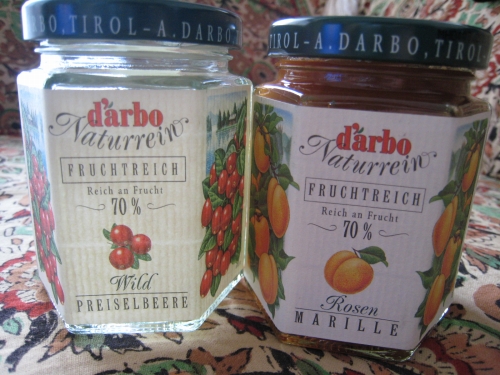 TIROL-A.DARBO,
d'arbo
Naturrein
FRUCHTREICH
Reich an Frucht
70 %
Wild
PREISELBEERE
TIROL-A.DARBO,TIROL
d'arbo
Naturrein
FRUCHTREICH
Reich an Frucht
70 %
Rosen
MARILLE